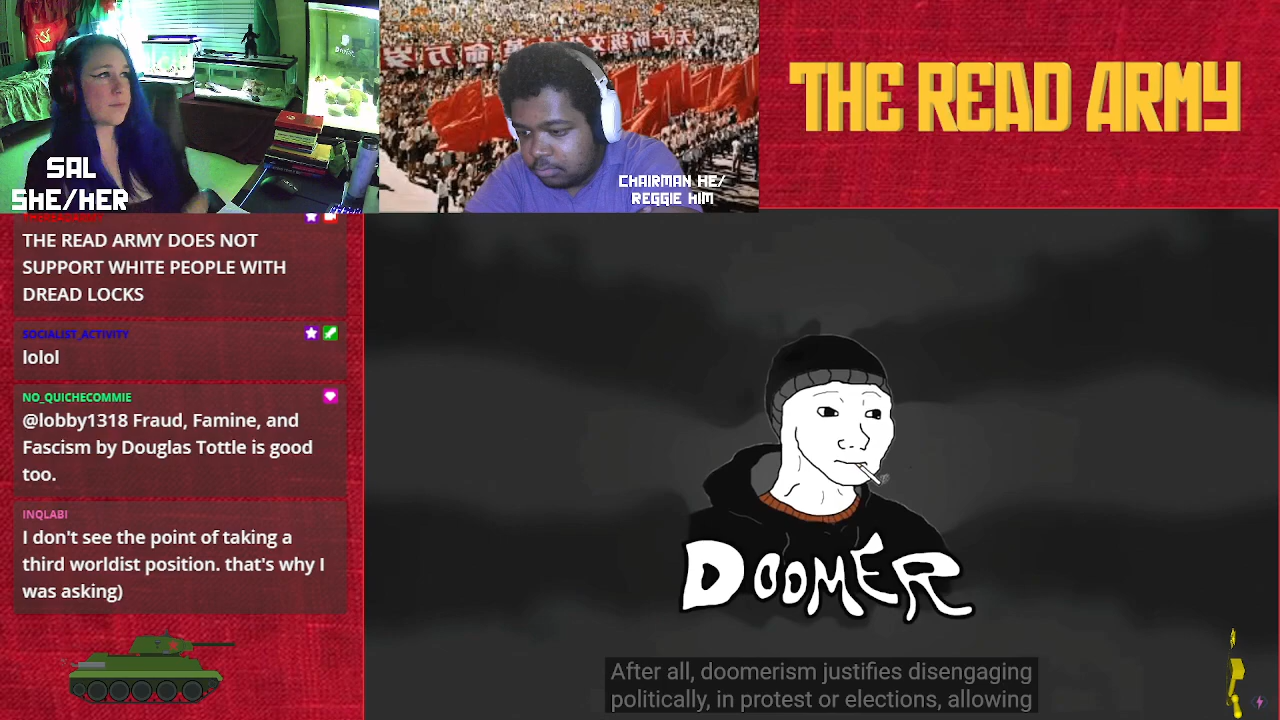 THE READ ARMY
SAL
SHE/HER
CHAIRMAN HE/
REGGIE HIM
THEREADARMY
THE READ ARMY DOES NOT
SUPPORT WHITE PEOPLE WITH
DREAD LOCKS
SOCIALIST_ACTIVITY
lolol
NO_QUICHECOMMIE
@lobby1318 Fraud, Famine, and
Fascism by Douglas Tottle is good
too.
INQLABI
I don't see the point of taking a
third worldist position. that's why I
was asking)
DOOMER
After all, doomerism justifies disengaging
politically, in protest or elections, allowing